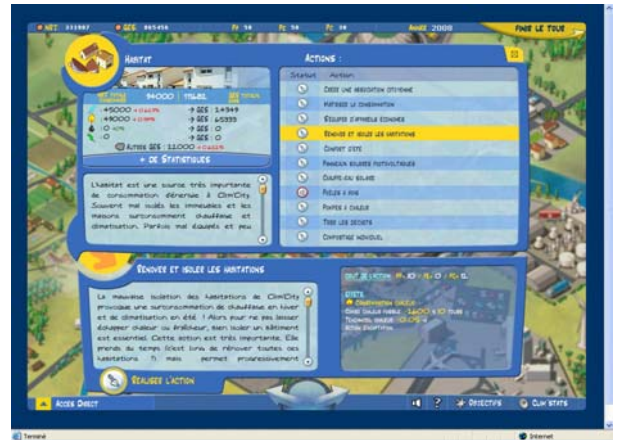 ANNÉE 2008
FINIR LE TOUR
HABITAT
ACTIONS :
Statut Action
CRÉER UNE ASSOCIATION CITOYENNE
MAÎTRISER LA CONSOMMATION
S'ÉQUIPER D'APPAREILS ÉCONOMES
RÉNOVER ET ISOLER LES HABITATIONS
CONFORT D'ÉTÉ
PANNEAUX SOLAIRES PHOTOVOLTAÏQUES
CHAUFFE-EAU SOLAIRE
POÊLES À BOIS
POMPES À CHALEUR
TRIER LES DÉCHETS
COMPOSTAGE INDIVIDUEL
+ DE STATISTIQUES
L'habitat est une source très importante
de consommation d'énergie à Clim'City.
Souvent mal isolés les immeubles et les
maisons surconsomment chauffage et
climatisation. Parfois mal équipés et peu
RÉNOVER ET ISOLER LES HABITATIONS
La mauvaise isolation des habitations de Clim'City
provoque une surconsommation de chauffage en hiver
et de climatisation en été ! Alors pour ne pas laisser
échapper chaleur ou fraîcheur, bien isoler un bâtiment
est essentiel. Cette action est très importante. Elle
prends du temps (c'est long de rénover toutes ces
habitations !) mais permet progressivement
COÛT DE L'ACTION
EFFETS
RÉALISER L'ACTION
ACCÈS DIRECT
?
OBJECTIFS
CLIM'STATS
Terminé
Internet